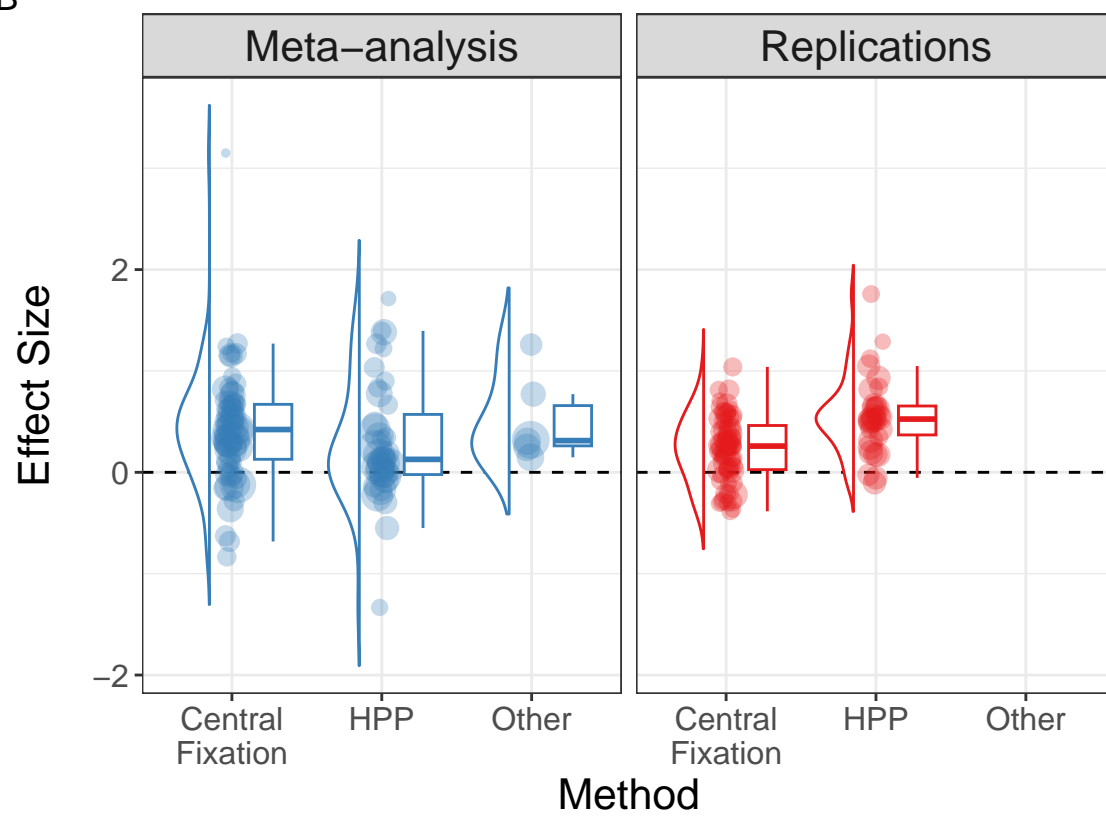 B
Meta−analysis
Replications
Effect Size
2
0
−2
Central
Fixation
HPP
Other
Central
Fixation
HPP
Other
Method